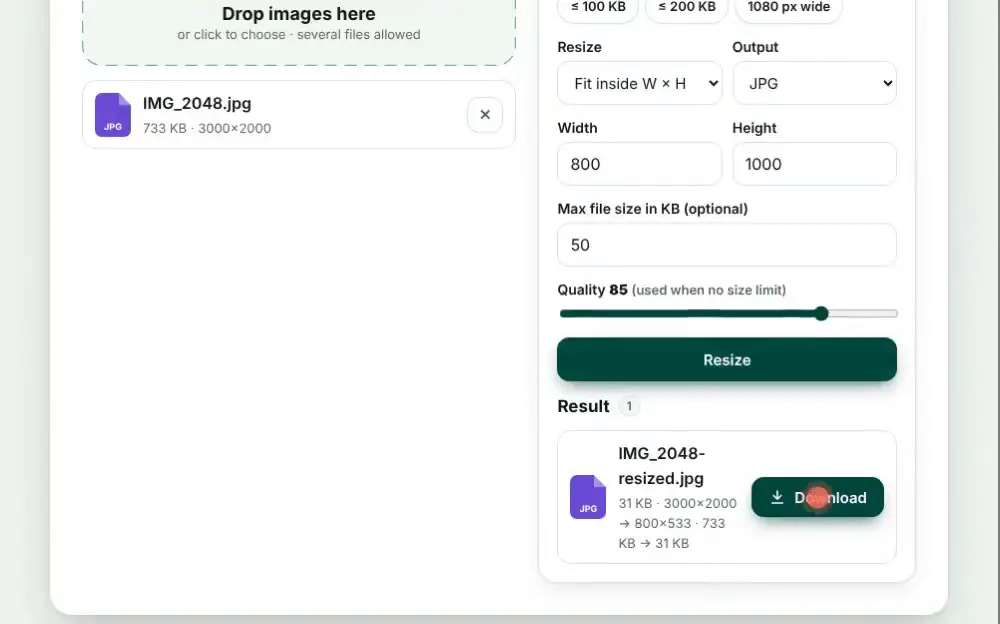 Drop images here
or click to choose · several files allowed
JPG
IMG_2048.jpg
733 KB · 3000×2000
✕
≤ 100 KB
≤ 200 KB
1080 px wide
Resize
Output
Fit inside W × H
JPG
Width
Height
800
1000
Max file size in KB (optional)
50
Quality 85 (used when no size limit)
Resize
Result 1
JPG
IMG_2048-
resized.jpg
31 KB · 3000×2000
→ 800×533 · 733
KB → 31 KB
Download